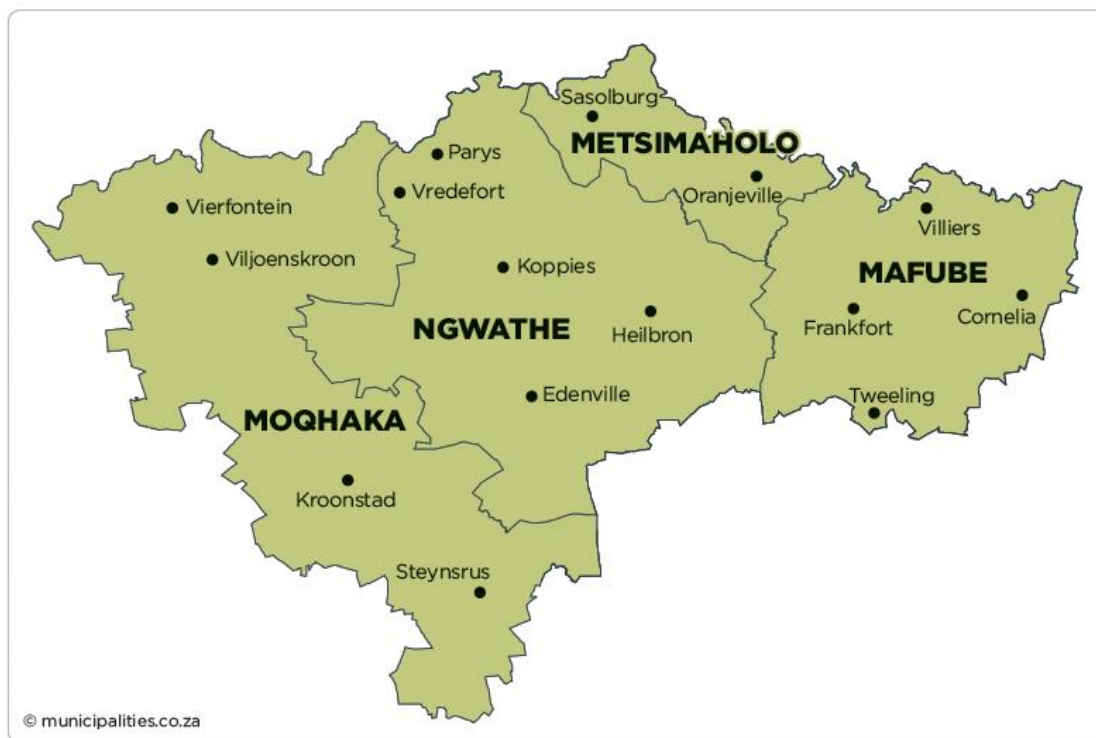 Sasolburg
METSIMAHOLO
Parys
Vredefort
Oranjeville
Vierfontein
Villiers
Viljoenskroon
Koppies
MAFUBE
NGWATHE
Heilbron
Frankfort
Cornelia
Edenville
Tweeling
MOQHAKA
Kroonstad
Steynsrus
© municipalities.co.za